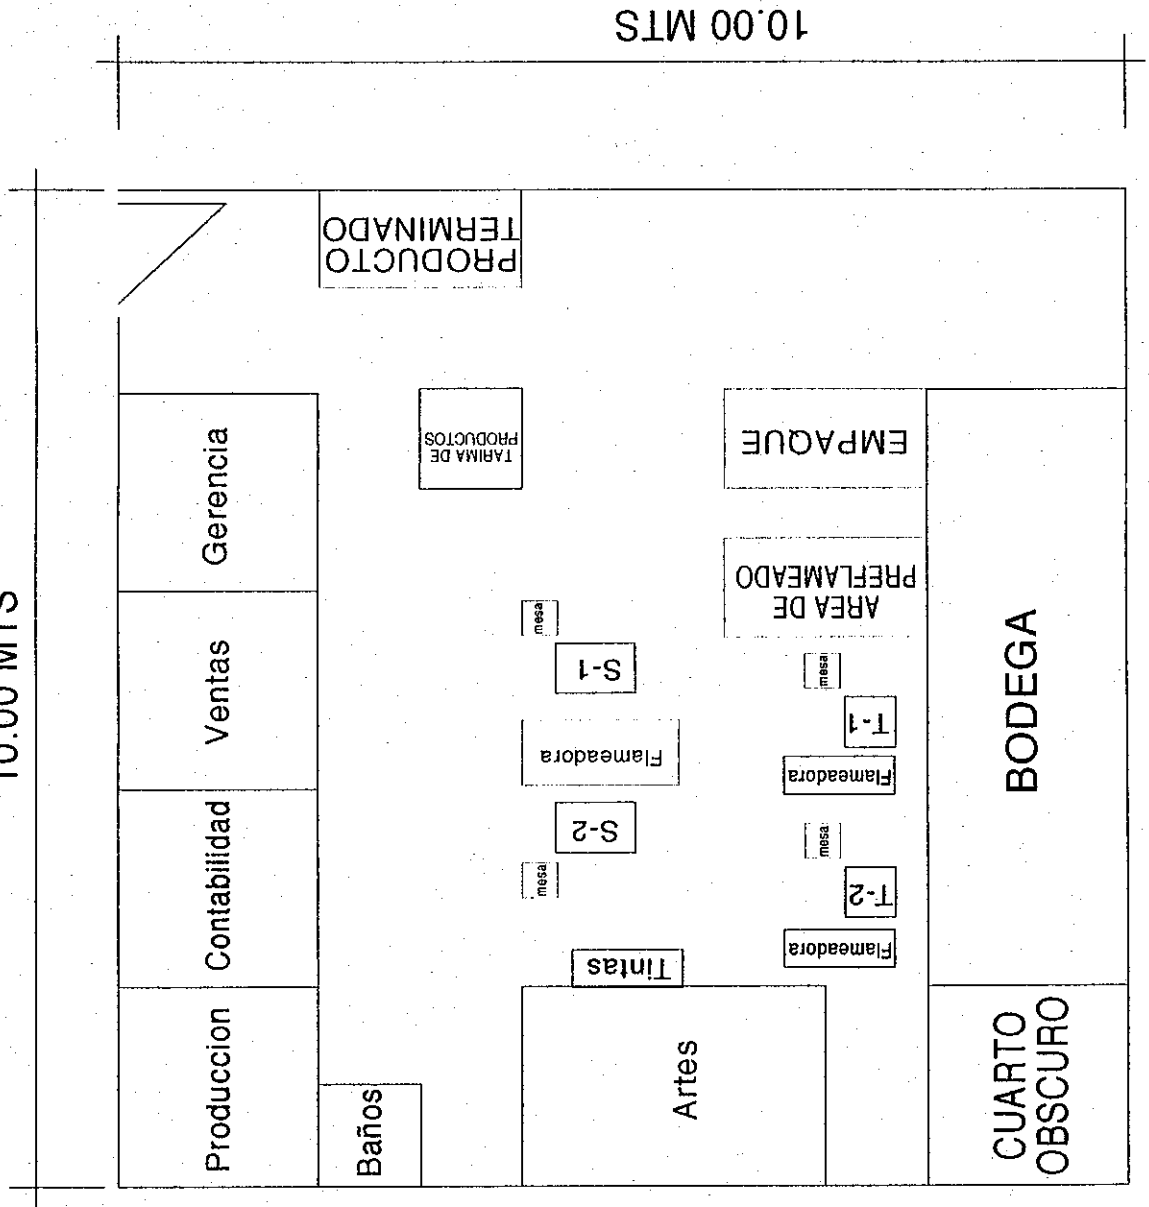 10.00 MTS
10.00 MTS
PRODUCTO
TERMINADO
Gerencia
TARIMA DE
PRODUCTOS
EMPAQUE
AREA DE
PREFLAMEADO
Ventas
mesa
S-1
mesa
T-1
Flameadora
Flameadora
BODEGA
Contabilidad
S-2
mesa
mesa
T-2
Flameadora
Tintas
Produccion
Baños
Artes
CUARTO
OBSCURO